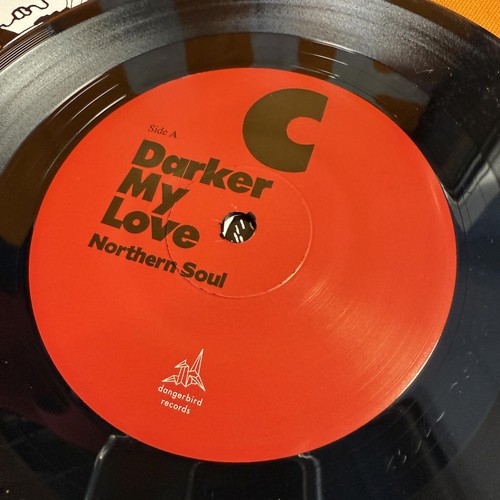 C
Side A
Darker
My
Love
Northern Soul
dangerbird
records